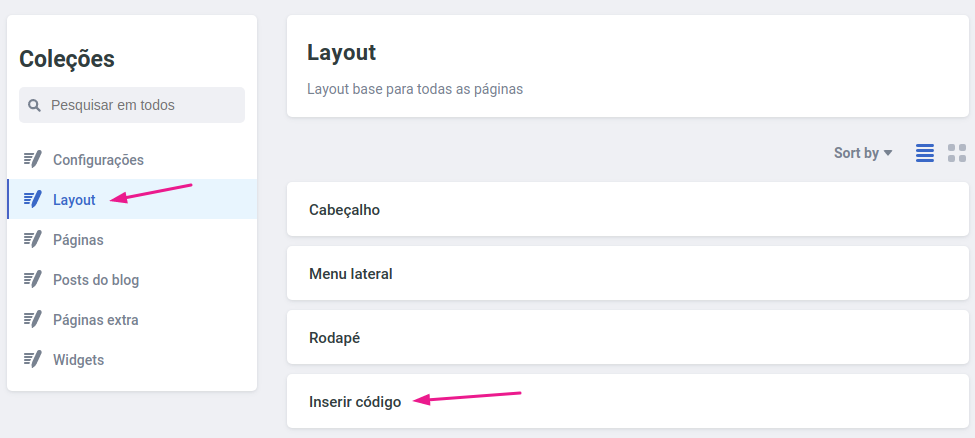 Coleções
Pesquisar em todos
Configurações
Layout
Páginas
Posts do blog
Páginas extra
Widgets
Layout
Layout base para todas as páginas
Sort by
Cabeçalho
Menu lateral
Rodapé
Inserir código